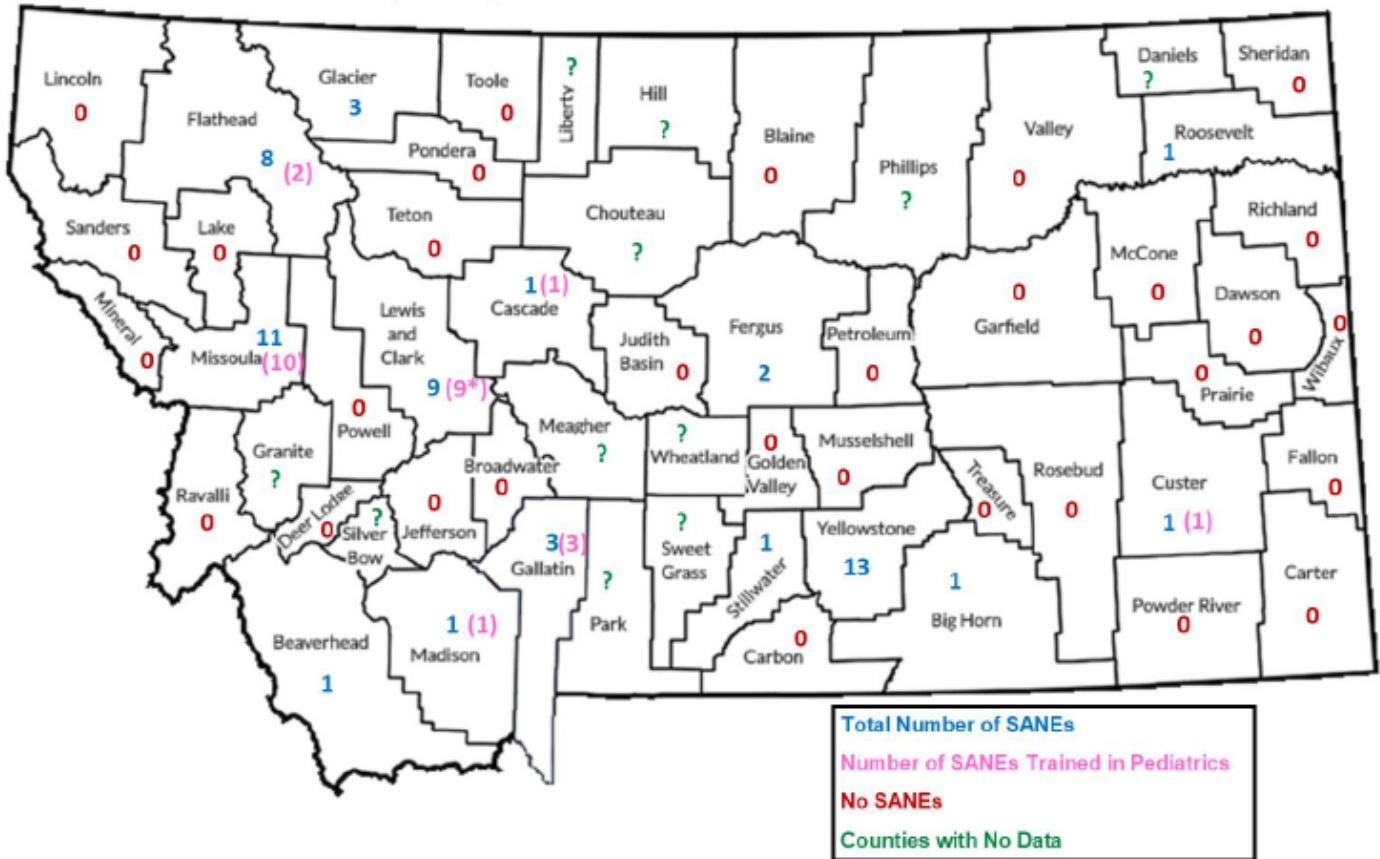 Lincoln
0
Flathead
8
(2)
Glacier
3
Toole
0
Liberty
?
Hill
?
Blaine
0
Phillips
?
Valley
0
Daniels
?
Sheridan
0
Roosevelt
1
Pondera
0
Teton
0
Chouteau
?
Sanders
0
Lake
0
Mineral
0
Missoula
11
(10)
Lewis
and
Clark
9 (9*)
Powell
0
Cascade
1 (1)
Judith
Basin
0
Fergus
2
Petroleum
0
Garfield
0
McCone
0
Richland
0
Dawson
0
Wibaux
0
Prairie
0
Granite
?
Ravalli
0
Deer Lodge
0
Silver
Bow
?
Jefferson
0
Broadwater
0
Meagher
?
Wheatland
?
Golden
Valley
0
Musselshell
0
Treasure
0
Rosebud
0
Custer
1 (1)
Fallon
0
Carter
0
Powder River
0
Big Horn
1
Yellowstone
13
Stillwater
1
Sweet
Grass
?
Carbon
0
Park
?
Gallatin
3 (3)
Madison
1 (1)
Beaverhead
1
Total Number of SANEs
Number of SANEs Trained in Pediatrics
No SANEs
Counties with No Data